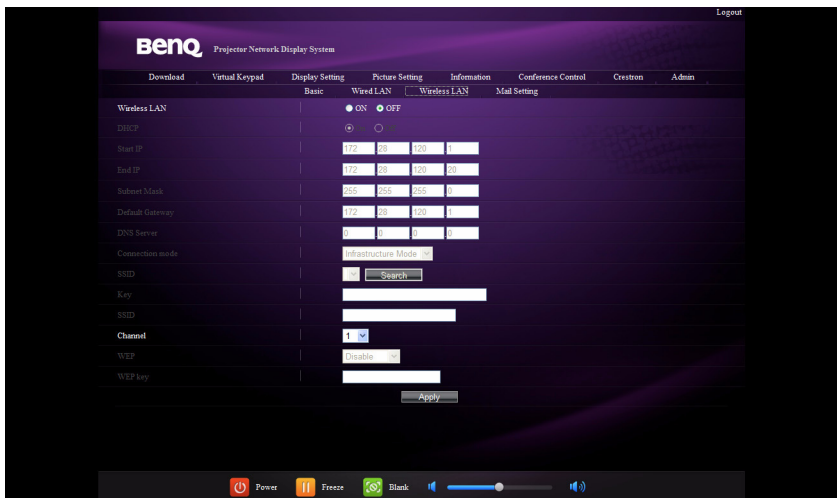 Logout
BenQ Projector Network Display System
Download Virtual Keypad Display Setting Picture Setting Information Conference Control Crestron Admin
Basic Wired LAN Wireless LAN Mail Setting
Wireless LAN ON OFF
DHCP
Start IP 172 . 28 . 120 . 1
End IP 172 . 28 . 120 . 20
Subnet Mask 255 . 255 . 255 . 0
Default Gateway 172 . 28 . 120 . 1
DNS Server 0 . 0 . 0 . 0
Connection mode Infrastructure Mode
SSID Search
Key
SSID
Channel 1
WEP Disable
WEP key
Apply
Power Freeze Blank